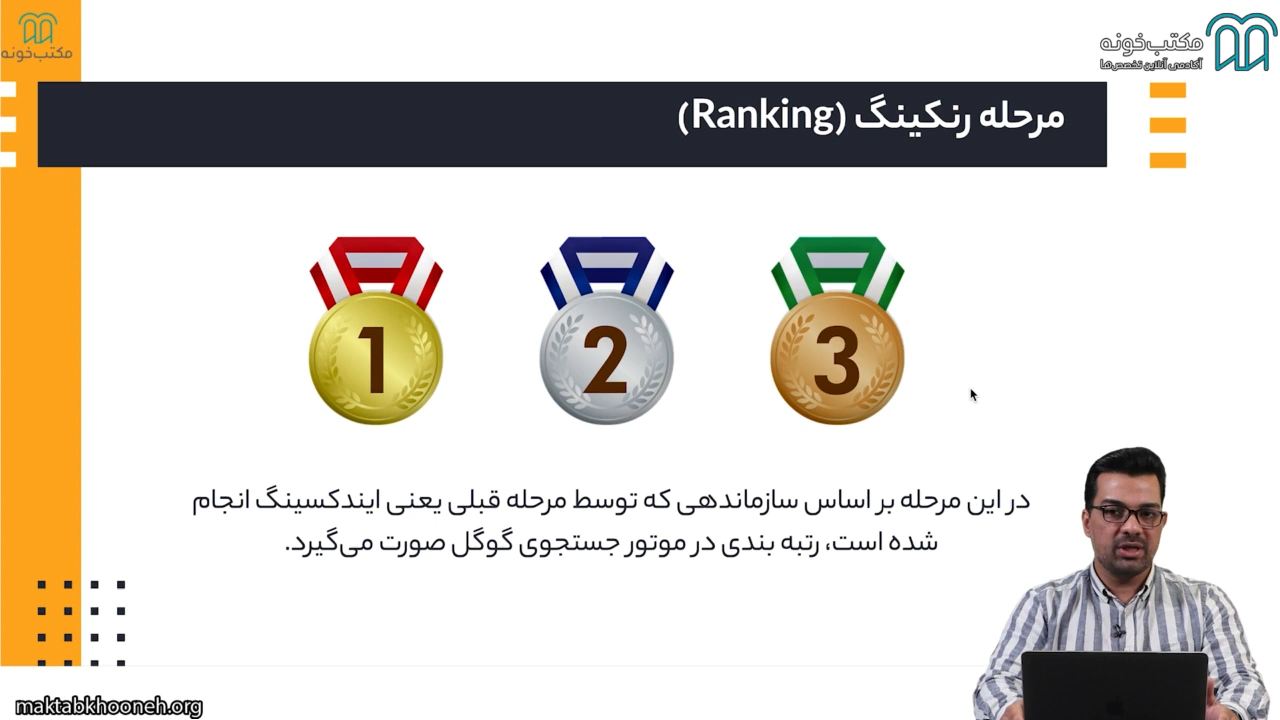 مکتب‌خونه
مکتب‌خونه
آکادمی آنلاین تخصص‌ها
مرحله رنکینگ (Ranking)
1
2
3
در این مرحله بر اساس سازماندهی که توسط مرحله قبلی یعنی ایندکسینگ انجام
شده است، رتبه بندی در موتور جستجوی گوگل صورت می‌گیرد.
maktabkhooneh.org